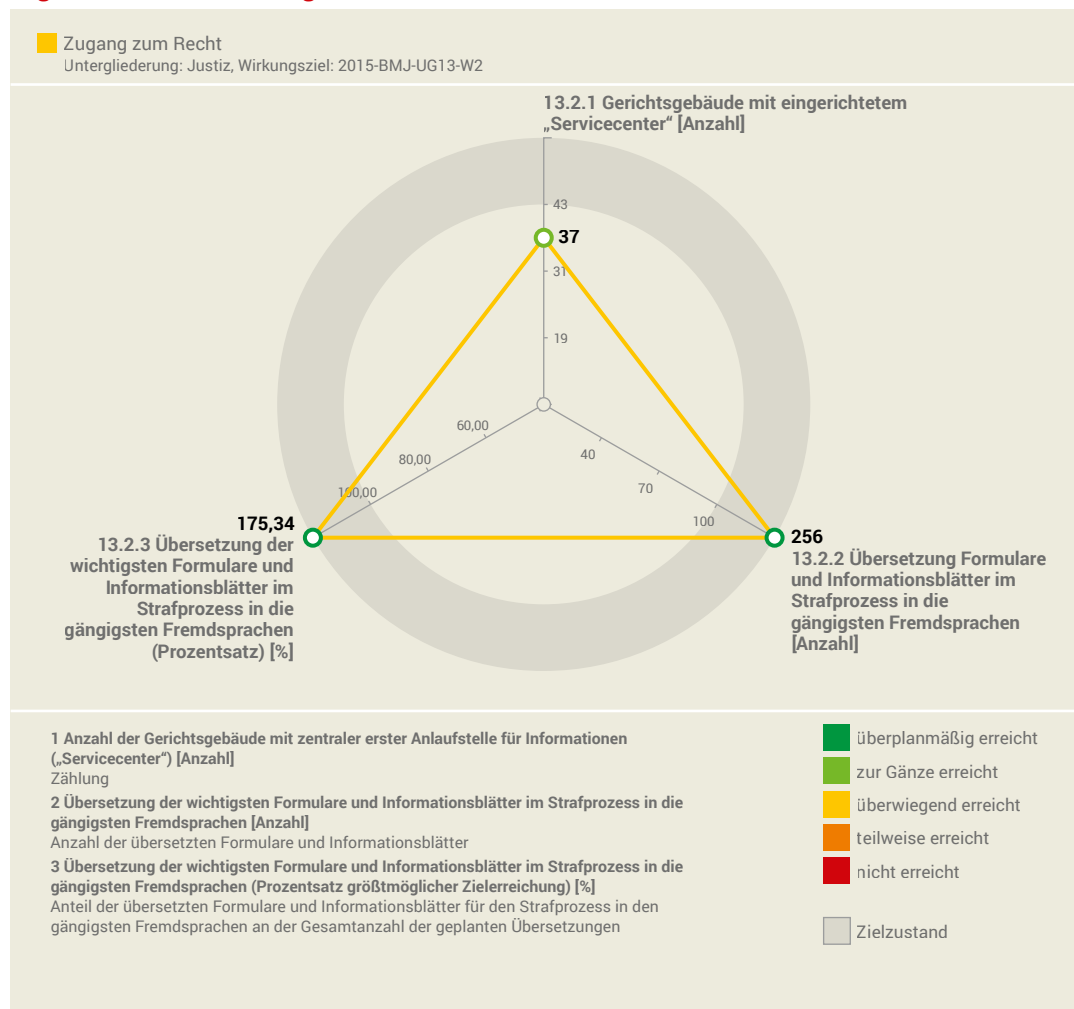 Zugang zum Recht
Untergliederung: Justiz, Wirkungsziel: 2015-BMJ-UG13-W2
13.2.1 Gerichtsgebäude mit eingerichtetem
„Servicecenter“ [Anzahl]
43
37
31
19
60,00
80,00
100,00
40
70
100
175,34
13.2.3 Übersetzung der
wichtigsten Formulare und
Informationsblätter im
Strafprozess in die
gängigsten Fremdsprachen
(Prozentsatz) [%]
256
13.2.2 Übersetzung Formulare
und Informationsblätter im
Strafprozess in die
gängigsten Fremdsprachen
[Anzahl]
1 Anzahl der Gerichtsgebäude mit zentraler erster Anlaufstelle für Informationen
(„Servicecenter“) [Anzahl]
Zählung
2 Übersetzung der wichtigsten Formulare und Informationsblätter im Strafprozess in die
gängigsten Fremdsprachen [Anzahl]
Anzahl der übersetzten Formulare und Informationsblätter
3 Übersetzung der wichtigsten Formulare und Informationsblätter im Strafprozess in die
gängigsten Fremdsprachen (Prozentsatz größtmöglicher Zielerreichung) [%]
Anteil der übersetzten Formulare und Informationsblätter für den Strafprozess in den
gängigsten Fremdsprachen an der Gesamtanzahl der geplanten Übersetzungen
überplanmäßig erreicht
zur Gänze erreicht
überwiegend erreicht
teilweise erreicht
nicht erreicht
Zielzustand